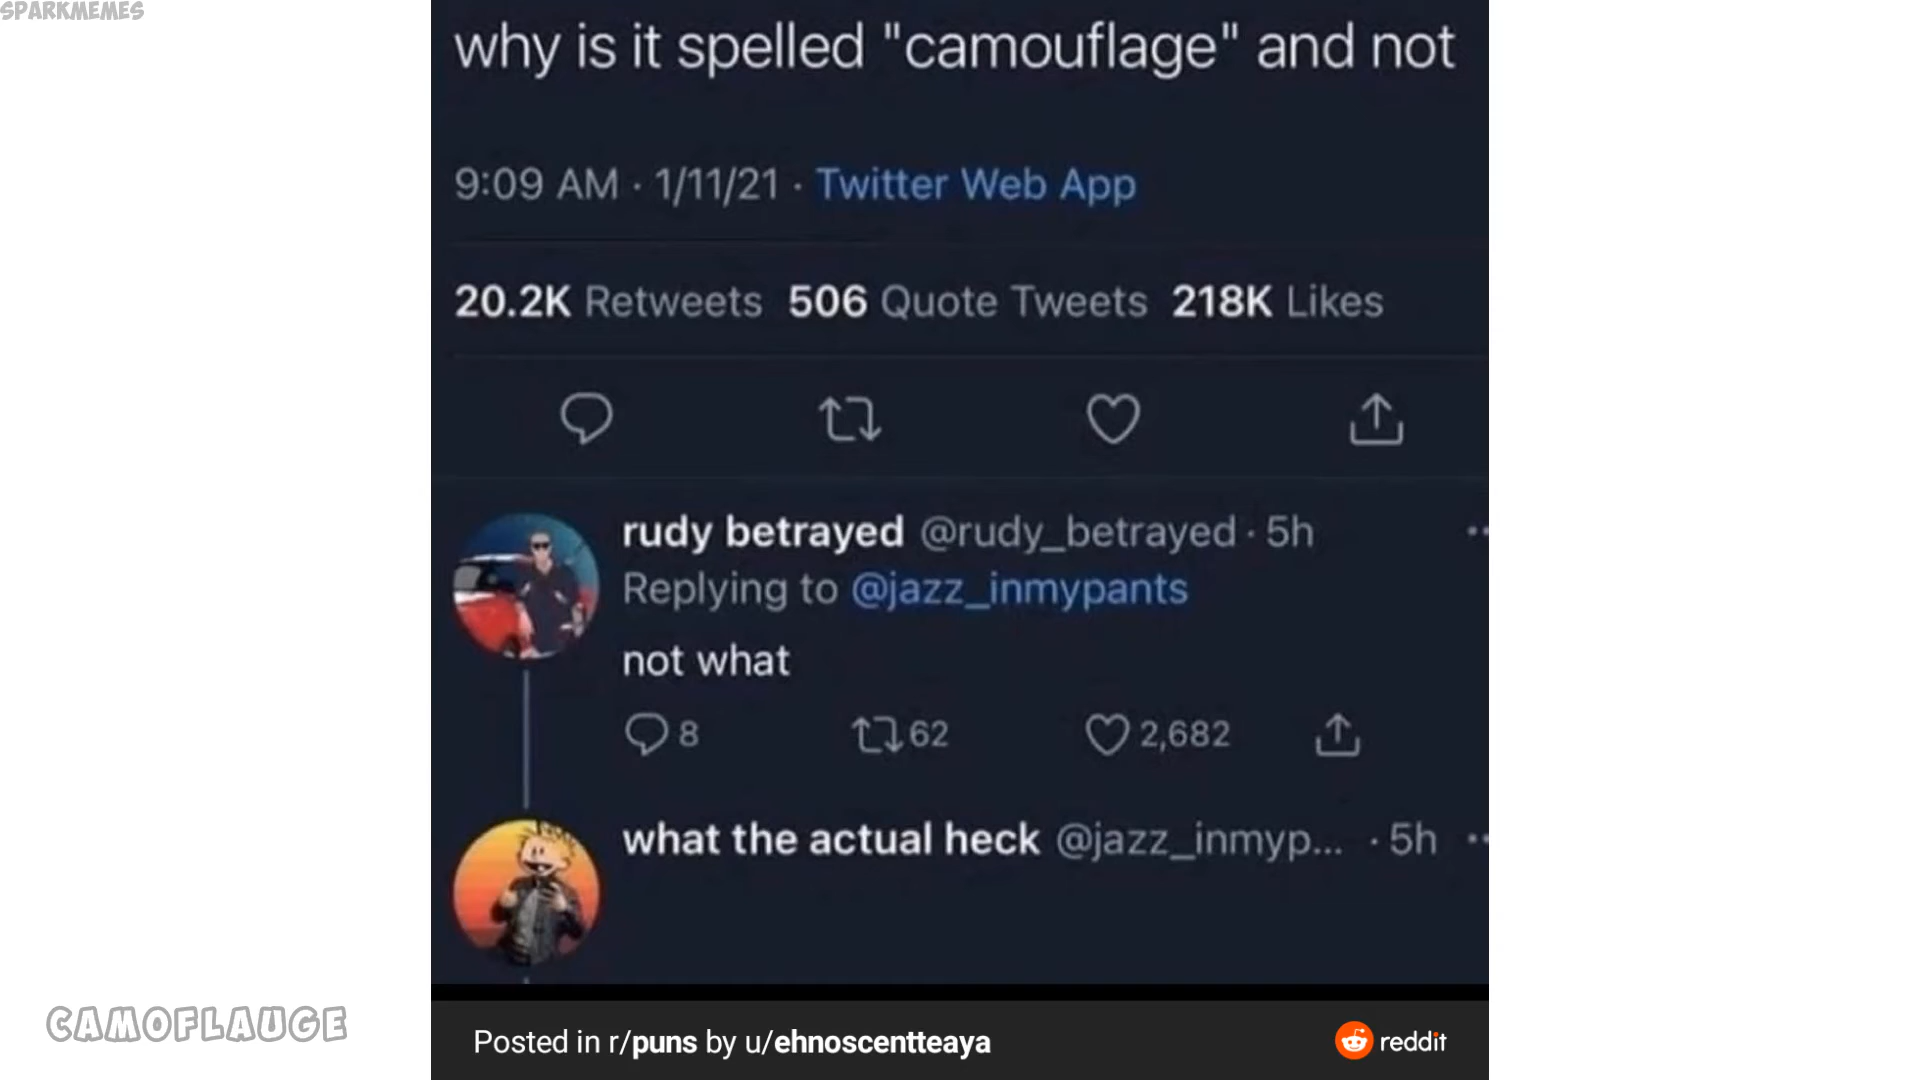 SPARKMEMES
why is it spelled "camouflage" and not
9:09 AM · 1/11/21 · Twitter Web App
20.2K Retweets 506 Quote Tweets 218K Likes
rudy betrayed @rudy_betrayed · 5h
Replying to @jazz_inmypants
not what
8 62 2,682
what the actual heck @jazz_inmyp... · 5h
CAMOFLAUGE
Posted in r/puns by u/ehnoscentteaya
reddit